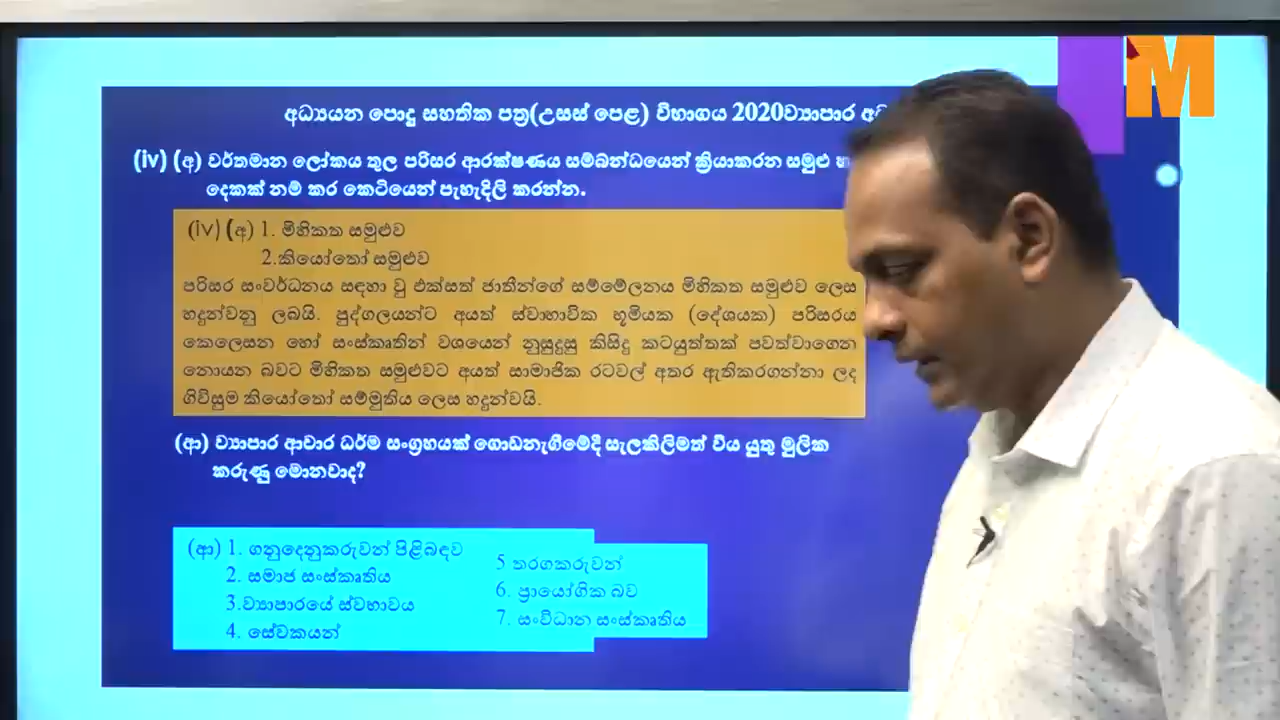 M
අධ්‍යයන පොදු සහතික පත්‍ර(උසස් පෙළ) විභාගය 2020ව්‍යාපාර
(iv) (අ) වර්තමාන ලෝකය තුල පරිසර ආරක්ෂණය සම්බන්ධයෙන් ක්‍රියාකරන සමුළු
දෙකක් නම් කර කෙටියෙන් පැහැදිලි කරන්න.
(iv) (අ) 1. මිහිකත සමුළුව
2.කියෝතෝ සමුළුව
පරිසර සංවර්ධනය සඳහා වු එක්සත් ජාතීන්ගේ සම්මේලනය මිහිකත සමුළුව ලෙස
හදුන්වනු ලබයි. පුද්ගලයන්ට අයත් ස්වාභාවික භූමියක (දේශයක) පරිසරය
කෙලෙසන හෝ සංස්කෘතින් වශයෙන් නුසුදුසු කිසිදු කටයුත්තක් පවත්වාගෙන
නොයන බවට මිහිකත සමුළුවට අයත් සාමාජික රටවල් අතර ඇතිකරගන්නා ලද
ගිවිසුම කියෝතෝ සම්මුතිය ලෙස හදුන්වයි.
(ආ) ව්‍යාපාර ආචාර ධර්ම සංග්‍රහයක් ගොඩනැගීමේදී සැලකිලිමත් විය යුතු මුලික
කරුණු මොනවාද?
(ආ) 1. ගනුදෙනුකරුවන් පිළිබඳව
2. සමාජ සංස්කෘතිය
3.ව්‍යාපාරයේ ස්වභාවය
4. සේවකයන්
5 තරගකරුවන්
6. ප්‍රායෝගික බව
7. සංවිධාන සංස්කෘතිය